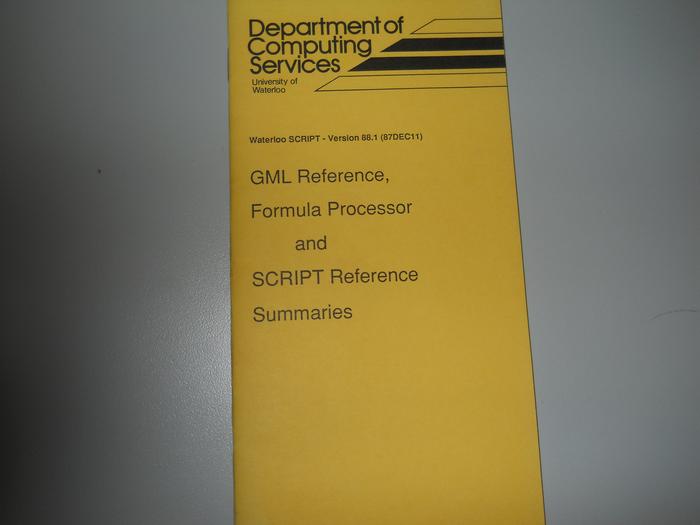 Department of
Computing
Services
University of
Waterloo
Waterloo SCRIPT - Version 88.1 (87DEC11)
GML Reference,
Formula Processor
and
SCRIPT Reference
Summaries